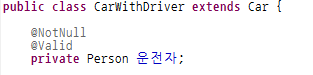 public class CarWithDriver extends Car {
@NotNull
@Valid
private Person 운전자;